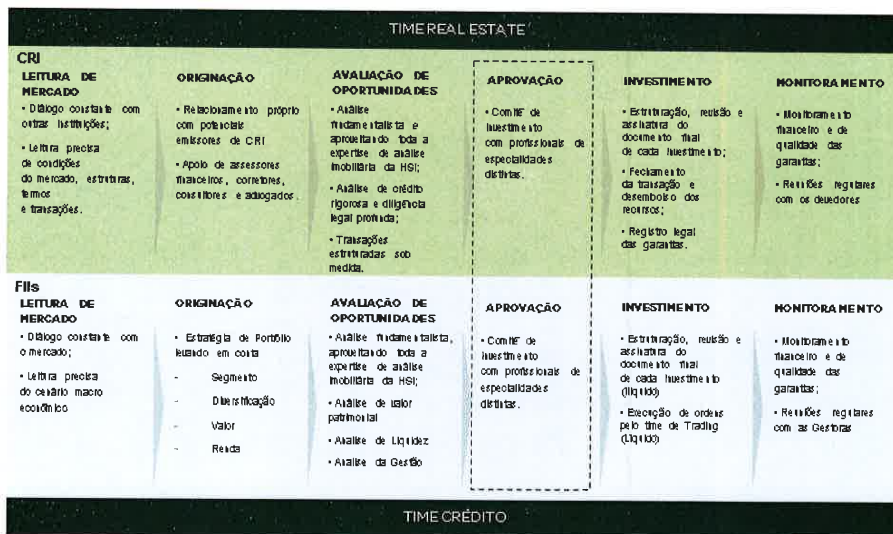 TIME REAL ESTATE
CRI
LEITURA DE
MERCADO
• Diálogo constante com
outras instituições;
• Leitura precisa
de condições
do mercado, estruturas,
termos
e transações.
ORIGINAÇÃO
• Relacionamento próprio
com potenciais
emissores de CRI
• Apoio de assessores
financeiros, corretores,
consultores e advogados.
AVALIAÇÃO DE
OPORTUNIDADES
• Análise
fundamentalista e
aproveitando toda a
expertise de análise
imobiliária da HSI;
• Análise de crédito
rigorosa e diligência
legal profunda;
• Transações
estruturadas sob
medida.
APROVAÇÃO
• Comitê de
investimento
com profissionais de
especialidades
distintas.
INVESTIMENTO
• Estruturação, revisão e
assinatura do
documento final
de cada investimento;
• Fechamento
da transação e
desembolso dos
recursos;
• Registro legal
das garantias.
MONITORAMENTO
• Monitoramento
financeiro e de
qualidade das
garantias;
• Reuniões regulares
com os devedores
FIIs
LEITURA DE
MERCADO
• Diálogo constante com
o mercado;
• Leitura precisa
do cenário macro
econômico
ORIGINAÇÃO
• Estratégia de Portfólio
levando em conta
- Segmento
- Diversificação
- Valor
- Renda
AVALIAÇÃO DE
OPORTUNIDADES
• Análise fundamentalista,
aproveitando toda a
expertise de análise
imobiliária da HSI;
• Análise de valor
patrimonial
• Analise de Liquidez
• Analise da Gestão
APROVAÇÃO
• Comitê de
investimento
com profissionais de
especialidades
distintas.
INVESTIMENTO
• Estruturação, revisão e
assinatura do
documento final
de cada investimento
(Ilíquido)
• Execução de ordens
pelo time de Trading
(Líquido)
MONITORAMENTO
• Monitoramento
financeiro e de
qualidade das
garantias;
• Reuniões regulares
com as Gestoras
TIME CRÉDITO